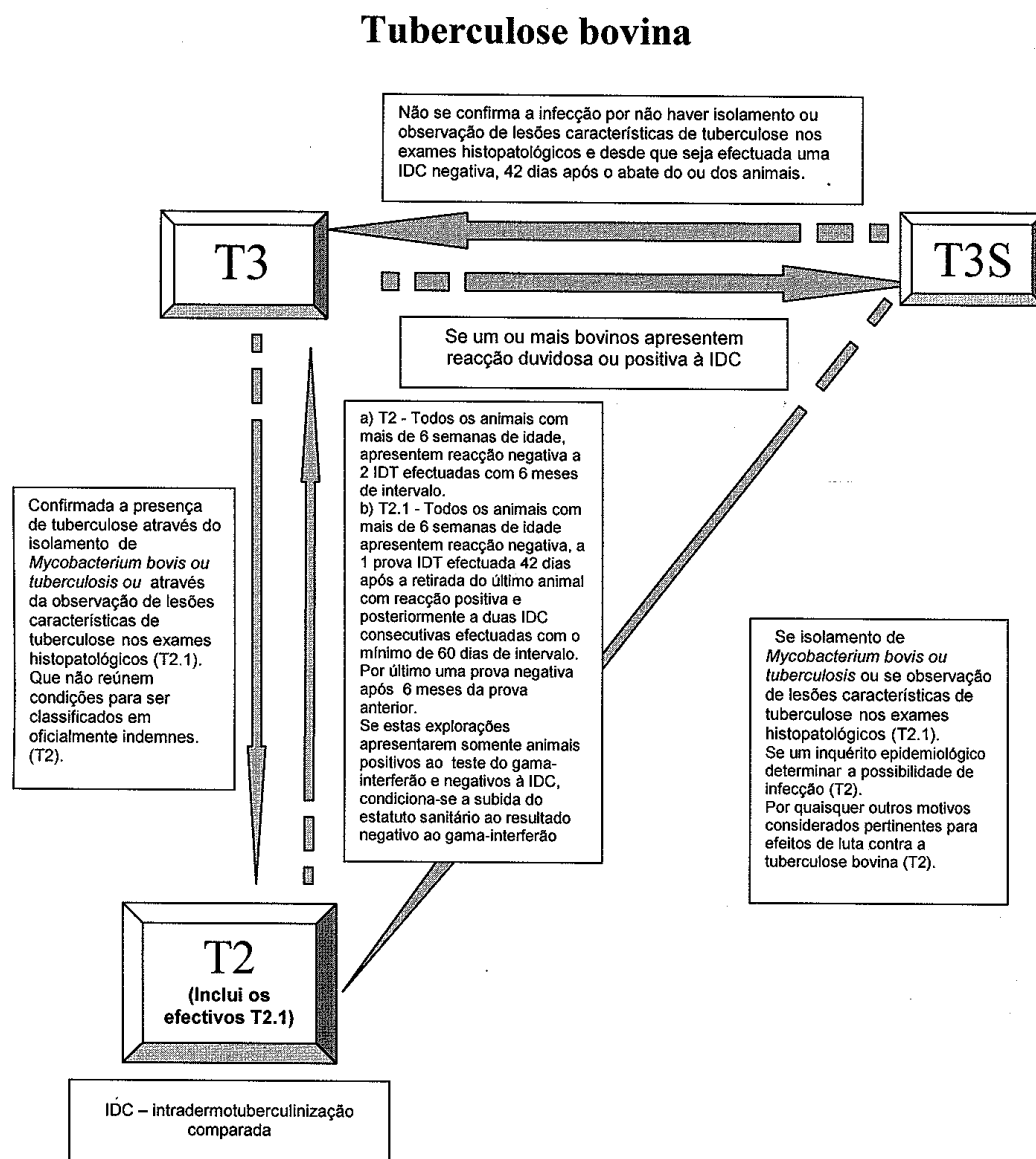 Tuberculose bovina
Não se confirma a infecção por não haver isolamento ou
observação de lesões características de tuberculose nos
exames histopatológicos e desde que seja efectuada uma
IDC negativa, 42 dias após o abate do ou dos animais.
T3
T3S
Se um ou mais bovinos apresentem
reacção duvidosa ou positiva à IDC
a) T2 - Todos os animais com
mais de 6 semanas de idade,
apresentem reacção negativa a
2 IDT efectuadas com 6 meses
de intervalo.
b) T2.1 - Todos os animais com
mais de 6 semanas de idade
apresentem reacção negativa, a
1 prova IDT efectuada 42 dias
após a retirada do último animal
com reacção positiva e
posteriormente a duas IDC
consecutivas efectuadas com o
mínimo de 60 dias de intervalo.
Por último uma prova negativa
após 6 meses da prova
anterior.
Se estas explorações
apresentarem somente animais
positivos ao teste do gama-
interferão e negativos à IDC,
condiciona-se a subida do
estatuto sanitário ao resultado
negativo ao gama-interferão
Confirmada a presença
de tuberculose através do
isolamento de
Mycobacterium bovis ou
tuberculosis ou através
da observação de lesões
características de
tuberculose nos exames
histopatológicos (T2.1).
Que não reúnem
condições para ser
classificados em
oficialmente indemnes.
(T2).
Se isolamento de
Mycobacterium bovis ou
tuberculosis ou se observação
de lesões características de
tuberculose nos exames
histopatológicos (T2.1).
Se um inquérito epidemiológico
determinar a possibilidade de
infecção (T2).
Por quaisquer outros motivos
considerados pertinentes para
efeitos de luta contra a
tuberculose bovina (T2).
T2
(Inclui os
efectivos T2.1)
IDC – intradermotuberculinização
comparada